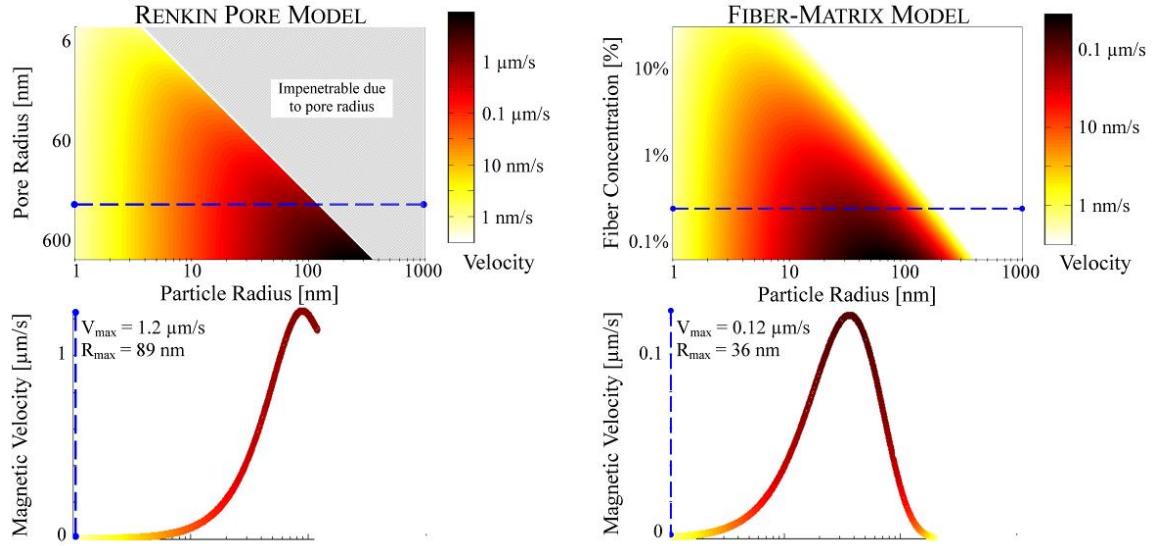 RENKIN PORE MODEL
6
60
600
Pore Radius [nm]
Impenetrable due
to pore radius
1
10
100
1000
Particle Radius [nm]
1 µm/s
0.1 µm/s
10 nm/s
1 nm/s
Velocity
FIBER-MATRIX MODEL
10%
1%
0.1%
Fiber Concentration [%]
1
10
100
1000
Particle Radius [nm]
0.1 µm/s
10 nm/s
1 nm/s
Velocity
Magnetic Velocity [µm/s]
1
0
Vmax = 1.2 µm/s
Rmax = 89 nm
Magnetic Velocity [µm/s]
0.1
0
Vmax = 0.12 µm/s
Rmax = 36 nm